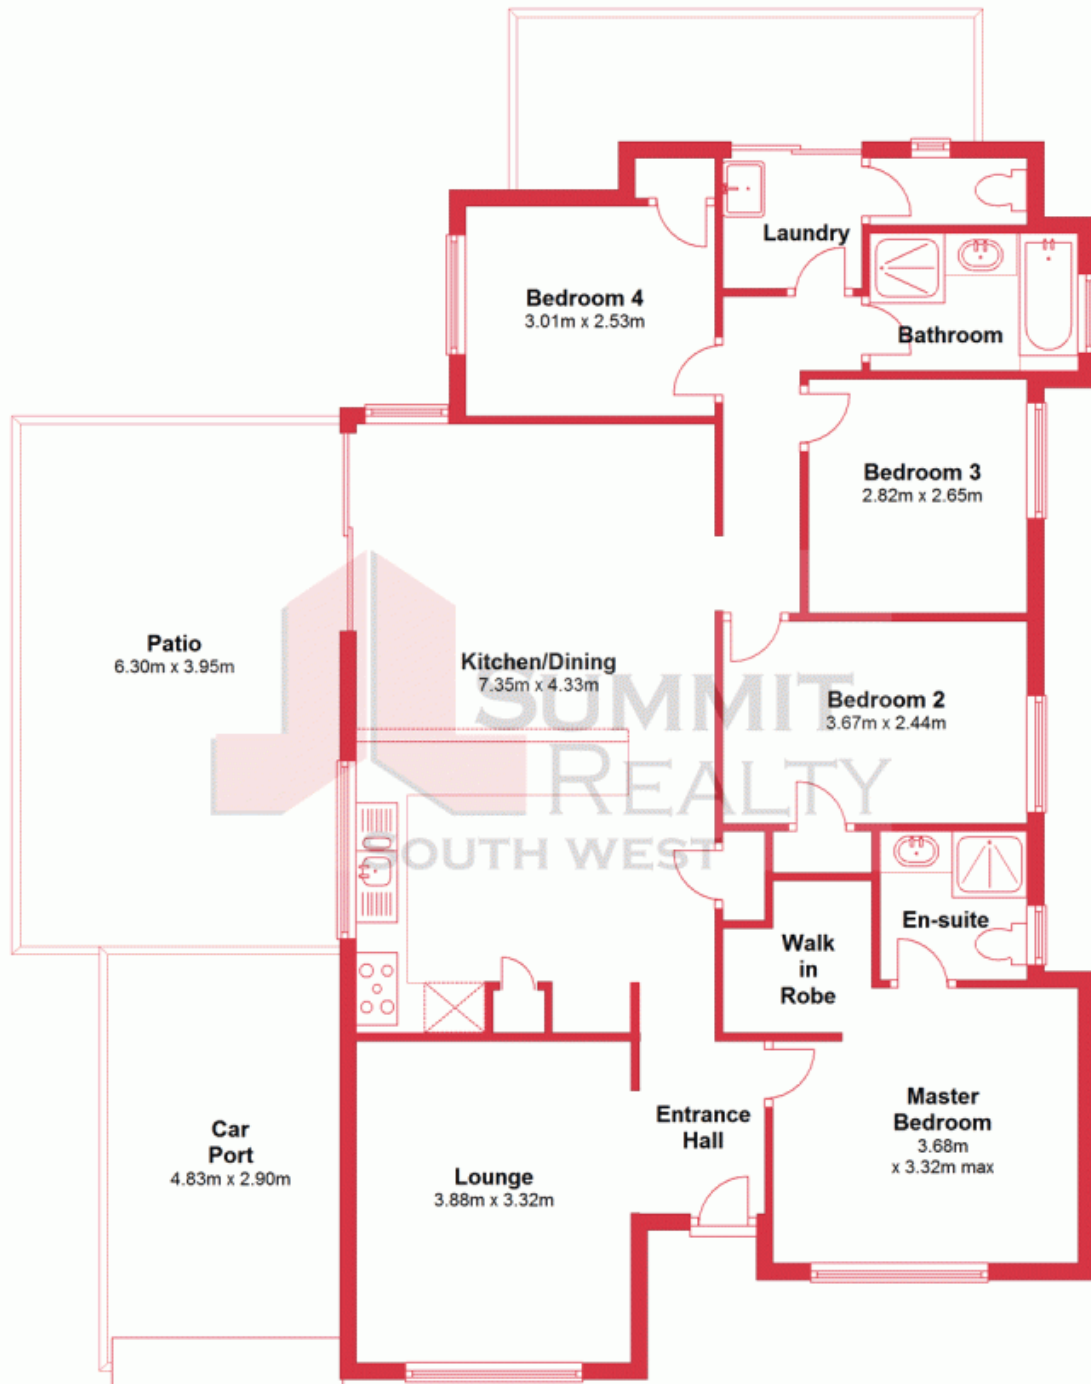 Laundry
Bedroom 4
3.01m x 2.53m
Bathroom
Bedroom 3
2.82m x 2.65m
Patio
6.30m x 3.95m
Kitchen/Dining
7.35m x 4.33m
Bedroom 2
3.67m x 2.44m
SUMMIT
REALTY
SOUTH WEST
En-suite
Walk
in
Robe
Master
Bedroom
3.68m
x 3.32m max
Entrance
Hall
Car
Port
4.83m x 2.90m
Lounge
3.88m x 3.32m